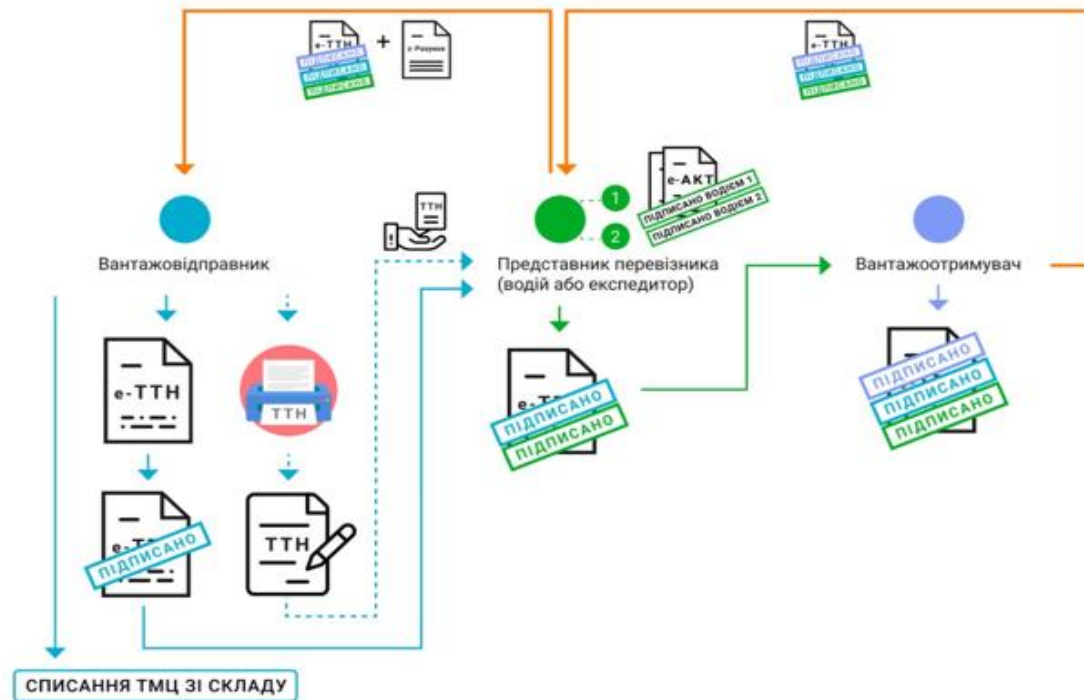 е-ТТН
ПІДПИСАНО
ПІДПИСАНО
ПІДПИСАНО
+
е-Рахунок
е-ТТН
ПІДПИСАНО
ПІДПИСАНО
ПІДПИСАНО
ТТН
1
2
е-АКТ
ПІДПИСАНО ВОДІЄМ 1
ПІДПИСАНО ВОДІЄМ 2
Вантажовідправник
Представник перевізника
(водій або експедитор)
Вантажоотримувач
е-ТТН
ТТН
ПІДПИСАНО
ПІДПИСАНО
ПІДПИСАНО
ПІДПИСАНО
ПІДПИСАНО
е-ТТН
ПІДПИСАНО
ТТН
СПИСАННЯ ТМЦ ЗІ СКЛАДУ